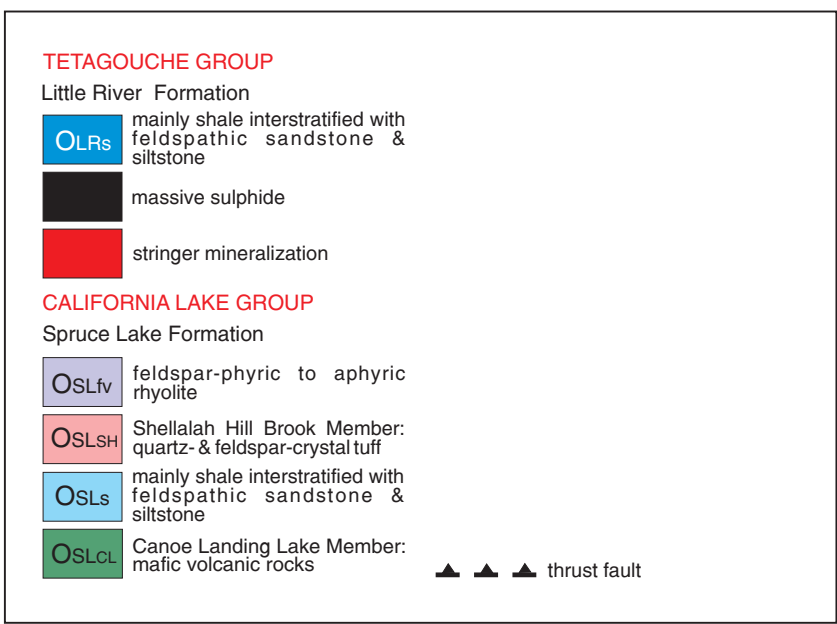 TETAGOUCHE GROUP
Little River Formation
OLRs
mainly shale interstratified with
feldspathic sandstone &
siltstone
massive sulphide
stringer mineralization
CALIFORNIA LAKE GROUP
Spruce Lake Formation
OSLfv
feldspar-phyric to aphyric
rhyolite
OSLSH
Shellalah Hill Brook Member:
quartz- & feldspar-crystal tuff
OSLs
mainly shale interstratified with
feldspathic sandstone &
siltstone
OSLCL
Canoe Landing Lake Member:
mafic volcanic rocks
thrust fault